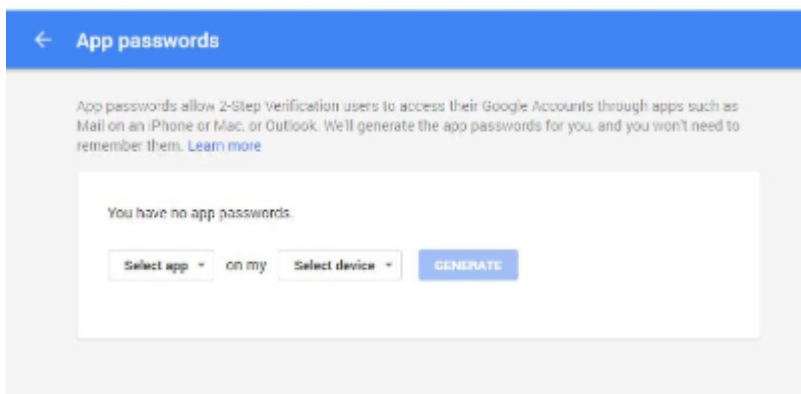 App passwords
App passwords allow 2-Step Verification users to access their Google Accounts through apps such as
Mail on an iPhone or Mac, or Outlook. We'll generate the app passwords for you, and you won't need to
remember them. Learn more
You have no app passwords.
Select app on my Select device GENERATE